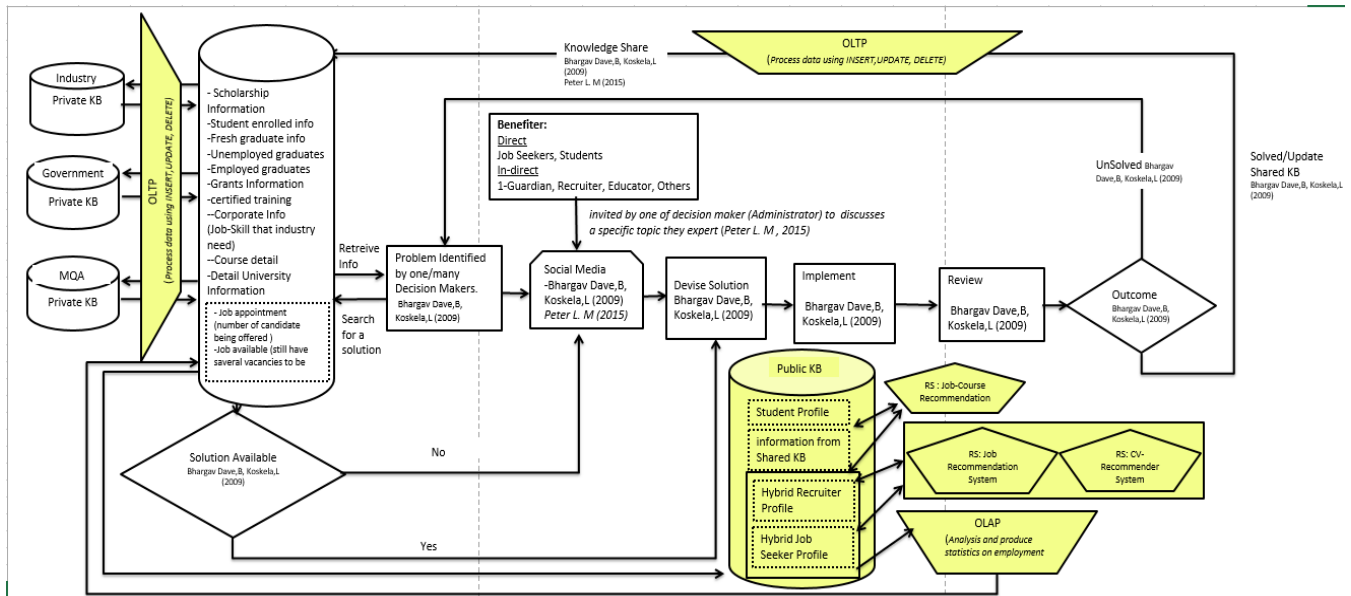 Industry
Private KB
Government
Private KB
MQA
Private KB
OLTP
(Process data using INSERT,UPDATE, DELETE)
- Scholarship
Information
-Student enrolled info
-Fresh graduate info
-Unemployed graduates
-Employed graduates
-Grants Information
-certified training
--Corporate Info
(Job-Skill that industry
need)
--Course detail
-Detail University
Information
- Job appointment
(number of candidate
being offered )
-Job available (still have
saveral vacancies to be
Solution Available
Bhargav Dave,B, Koskela,L
(2009)
No
Yes
Retreive
Info
Search
for a
solution
Knowledge Share
Bhargav Dave,B, Koskela,L
(2009)
Peter L. M (2015)
OLTP
(Process data using INSERT,UPDATE, DELETE)
Benefiter:
Direct
Job Seekers, Students
In-direct
1-Guardian, Recruiter, Educator, Others
invited by one of decision maker (Administrator) to discusses
a specific topic they expert (Peter L. M , 2015)
Problem Identified
by one/many
Decision Makers.
Bhargav Dave,B,
Koskela,L (2009)
Social Media
-Bhargav Dave,B,
Koskela,L (2009)
Peter L. M (2015)
Devise Solution
Bhargav Dave,B,
Koskela,L (2009)
Implement
Bhargav Dave,B,
Koskela,L (2009)
Review
Bhargav Dave,B,
Koskela,L (2009)
Outcome
Bhargav Dave,B,
Koskela,L (2009)
UnSolved Bhargav
Dave,B, Koskela,L (2009)
Solved/Update
Shared KB
Bhargav Dave,B, Koskela,L
(2009)
Public KB
Student Profile
information from
Shared KB
Hybrid Recruiter
Profile
Hybrid Job
Seeker Profile
RS : Job-Course
Recommendation
RS: Job
Recommendation
System
RS: CV-
Recommender
System
OLAP
(Analysis and produce
statistics on employment